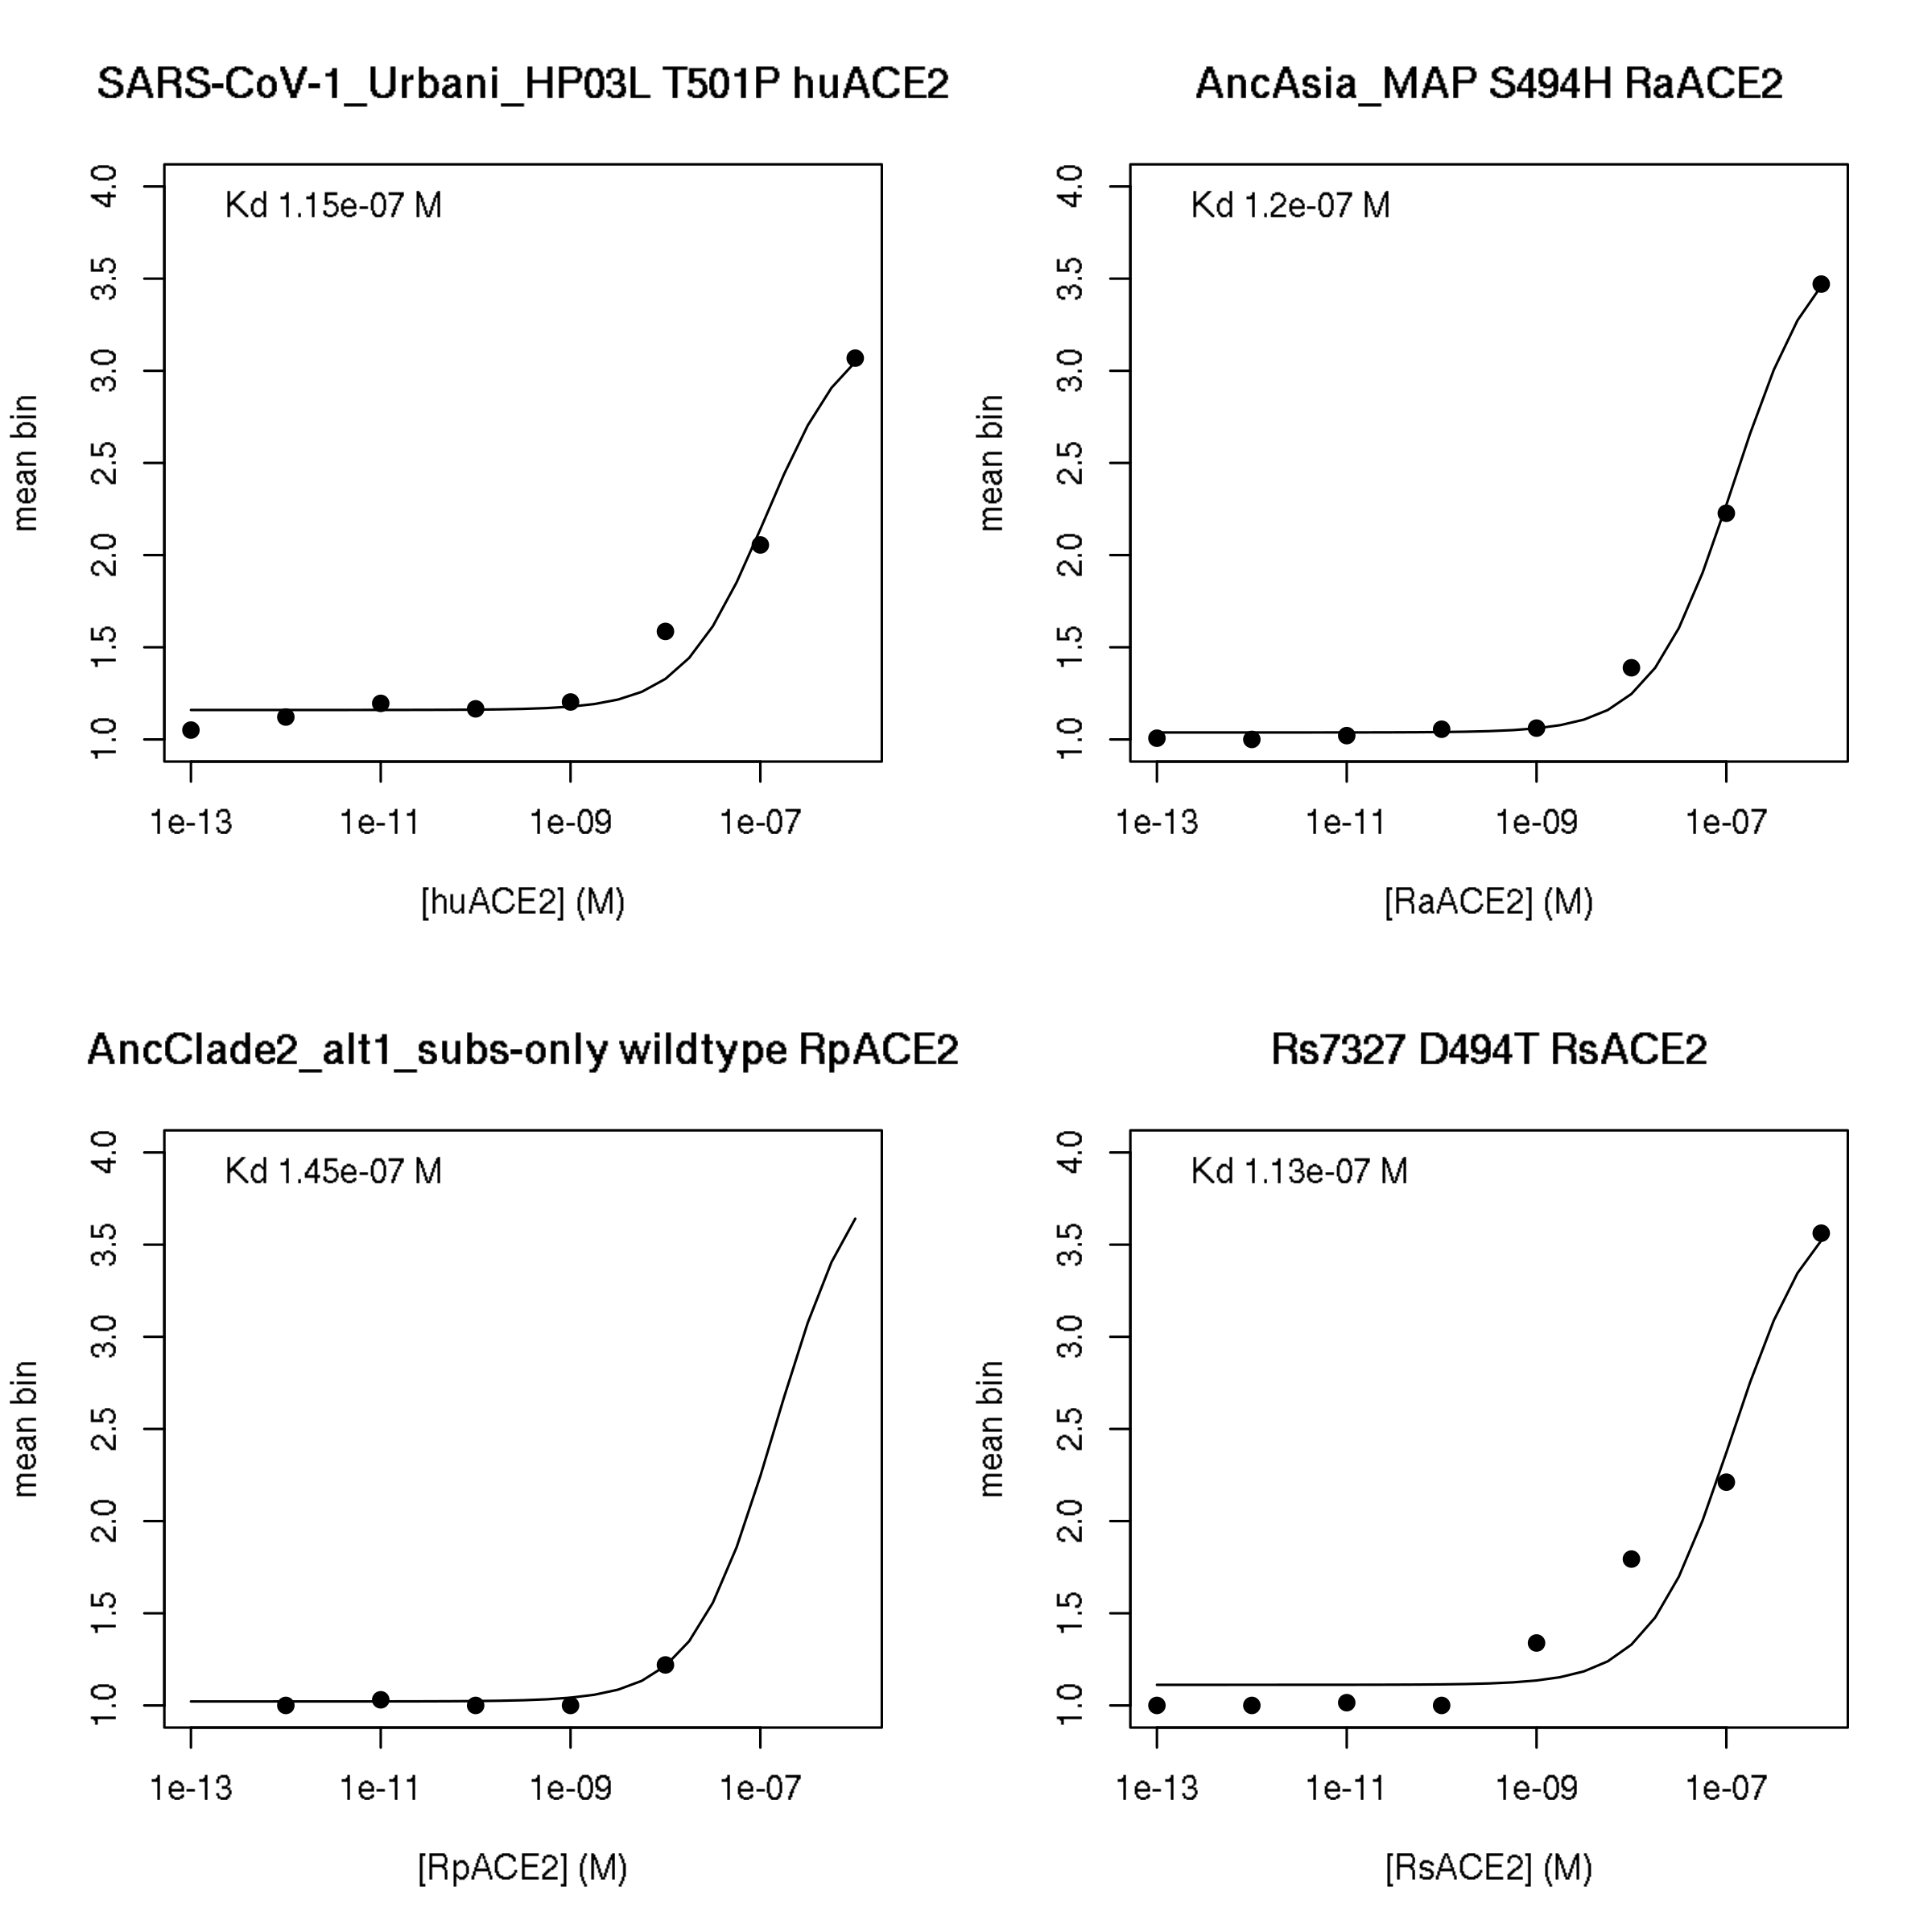 SARS-CoV-1_Urbani_HP03L T501P huACE2
Kd 1.15e-07 M
mean bin
4.0
3.5
3.0
2.5
2.0
1.5
1.0
1e-13 1e-11 1e-09 1e-07
[huACE2] (M)
AncAsia_MAP S494H RaACE2
Kd 1.2e-07 M
mean bin
4.0
3.5
3.0
2.5
2.0
1.5
1.0
1e-13 1e-11 1e-09 1e-07
[RaACE2] (M)
AncClade2_alt1_subs-only wildtype RpACE2
Kd 1.45e-07 M
mean bin
4.0
3.5
3.0
2.5
2.0
1.5
1.0
1e-13 1e-11 1e-09 1e-07
[RpACE2] (M)
Rs7327 D494T RsACE2
Kd 1.13e-07 M
mean bin
4.0
3.5
3.0
2.5
2.0
1.5
1.0
1e-13 1e-11 1e-09 1e-07
[RsACE2] (M)